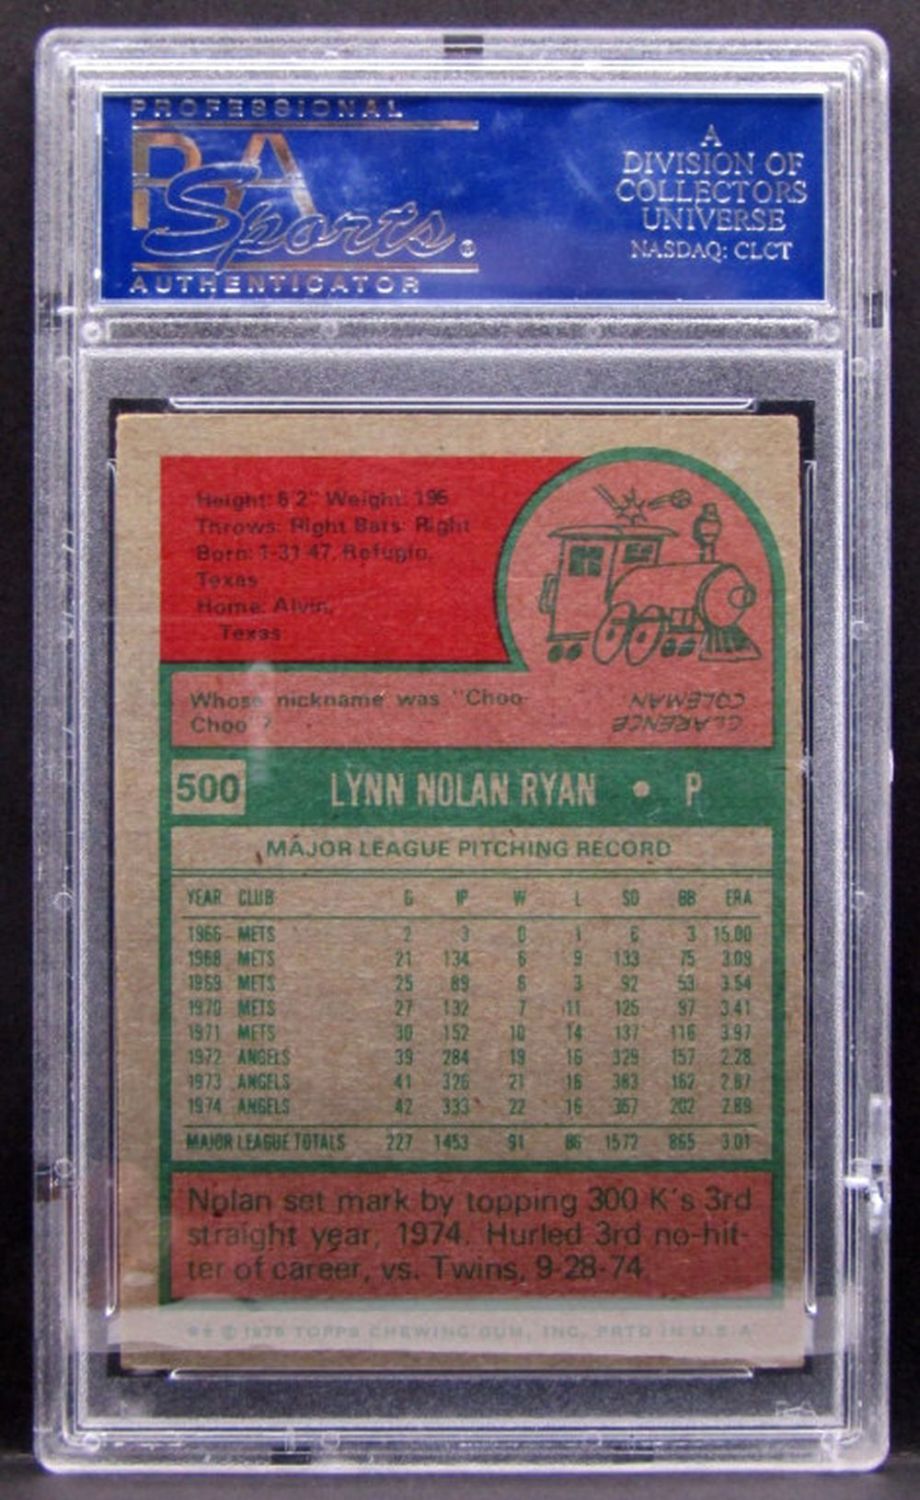 PROFESSIONAL
PSA
Sports®
AUTHENTICATOR
A
DIVISION OF
COLLECTORS
UNIVERSE
NASDAQ: CLCT
Height: 6'2" Weight: 195
Throws: Right Bats: Right
Born: 1-31-47, Refugio,
Texas
Home: Alvin,
Texas
Whose nickname was "Choo-
Choo"?
CLARENCE
COLEMAN
500 LYNN NOLAN RYAN • P
MAJOR LEAGUE PITCHING RECORD
YEAR CLUB G IP W L SO BB ERA
1966 METS 2 3 0 1 6 3 15.00
1968 METS 21 134 6 9 133 75 3.09
1969 METS 25 89 6 3 92 53 3.54
1970 METS 27 132 7 11 125 97 3.41
1971 METS 30 152 10 14 137 116 3.97
1972 ANGELS 39 284 19 16 329 157 2.28
1973 ANGELS 41 326 21 16 383 162 2.87
1974 ANGELS 42 333 22 16 367 202 2.89
MAJOR LEAGUE TOTALS 227 1453 91 86 1572 865 3.01
Nolan set mark by topping 300 K's 3rd
straight year, 1974. Hurled 3rd no-hit-
ter of career, vs. Twins, 9-28-74
** © 1975 TOPPS CHEWING GUM, INC. PRTD IN U.S.A.